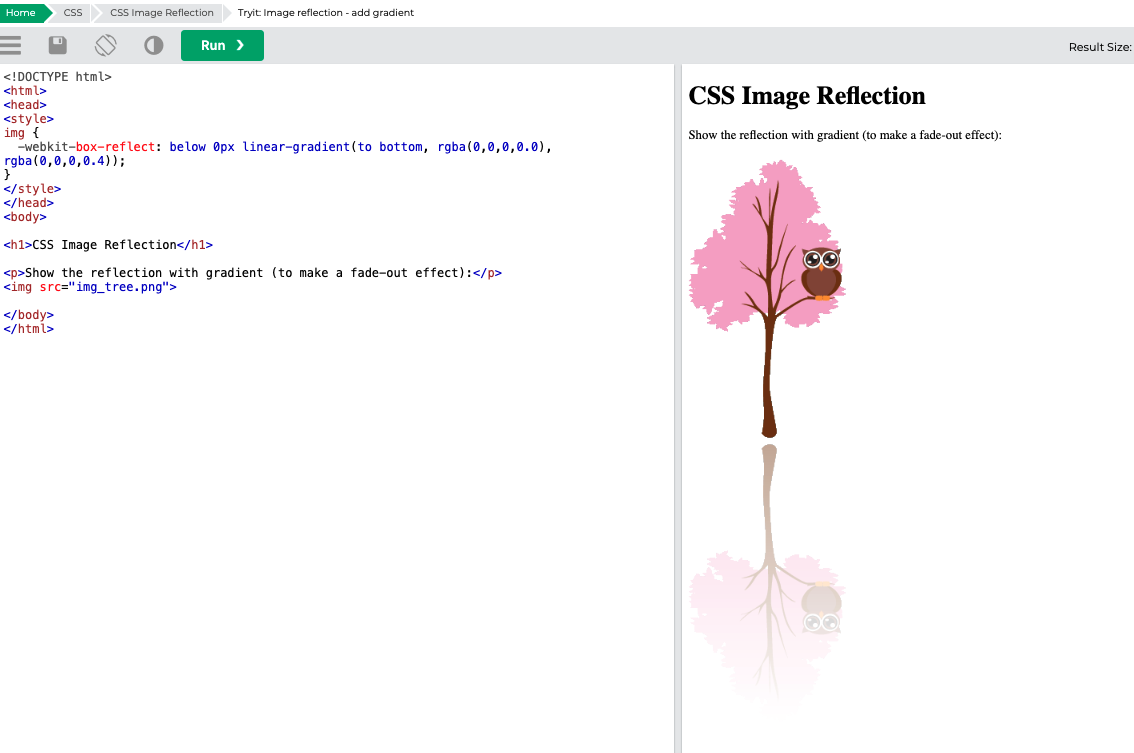 Home CSS CSS Image Reflection Tryit: Image reflection - add gradient
Run ❯ Result Size:
<!DOCTYPE html>
<html>
<head>
<style>
img {
  -webkit-box-reflect: below 0px linear-gradient(to bottom, rgba(0,0,0,0.0),
rgba(0,0,0,0.4));
}
</style>
</head>
<body>
<h1>CSS Image Reflection</h1>
<p>Show the reflection with gradient (to make a fade-out effect):</p>
<img src="img_tree.png">
</body>
</html>
CSS Image Reflection
Show the reflection with gradient (to make a fade-out effect):